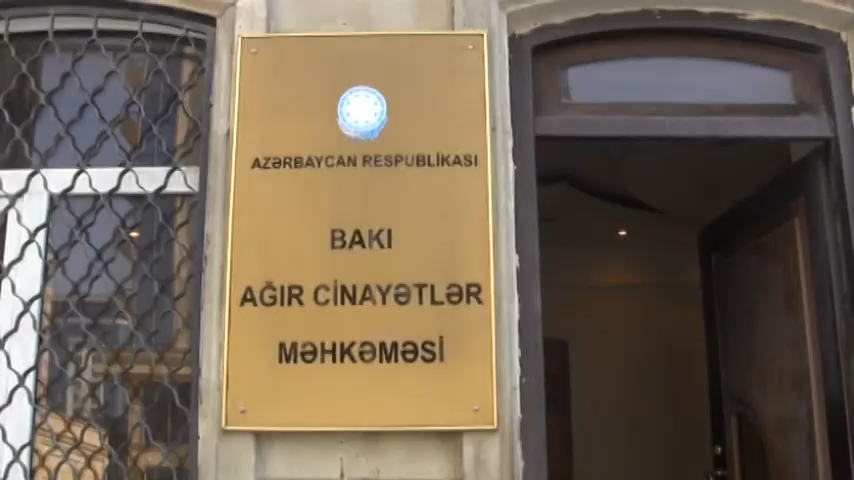 AZƏRBAYCAN RESPUBLİKASI
BAKI
AĞIR CİNAYƏTLƏR
MƏHKƏMƏSİ